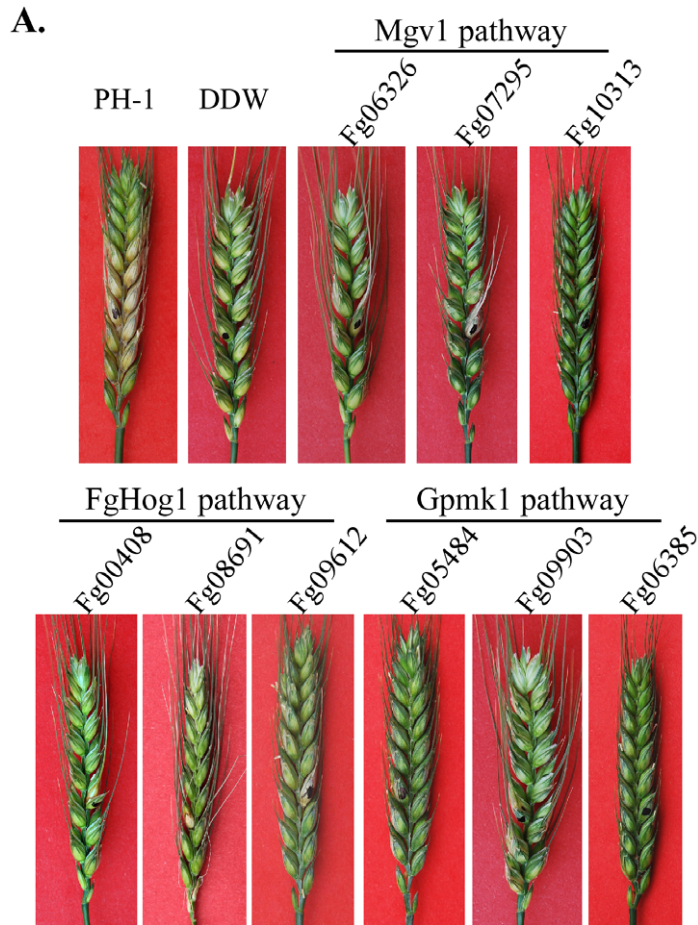 A.
Mgv1 pathway
PH-1 DDW Fg06326 Fg07295 Fg10313
FgHog1 pathway Gpmk1 pathway
Fg00408 Fg08691 Fg09612 Fg05484 Fg09903 Fg06385